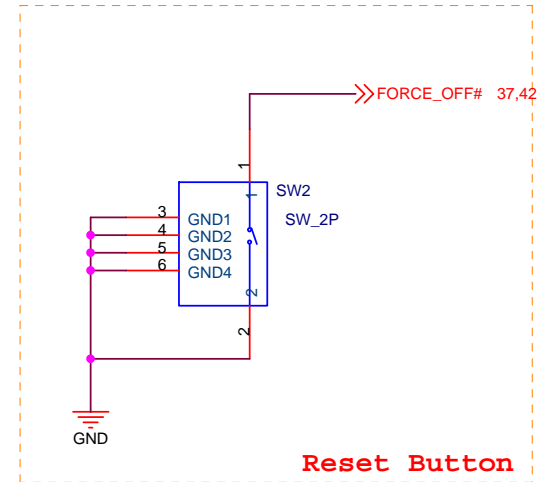 FORCE_OFF# 37,42
1
1
SW2
SW_2P
3
GND1
4
GND2
5
GND3
6
GND4
2
2
GND
Reset Button